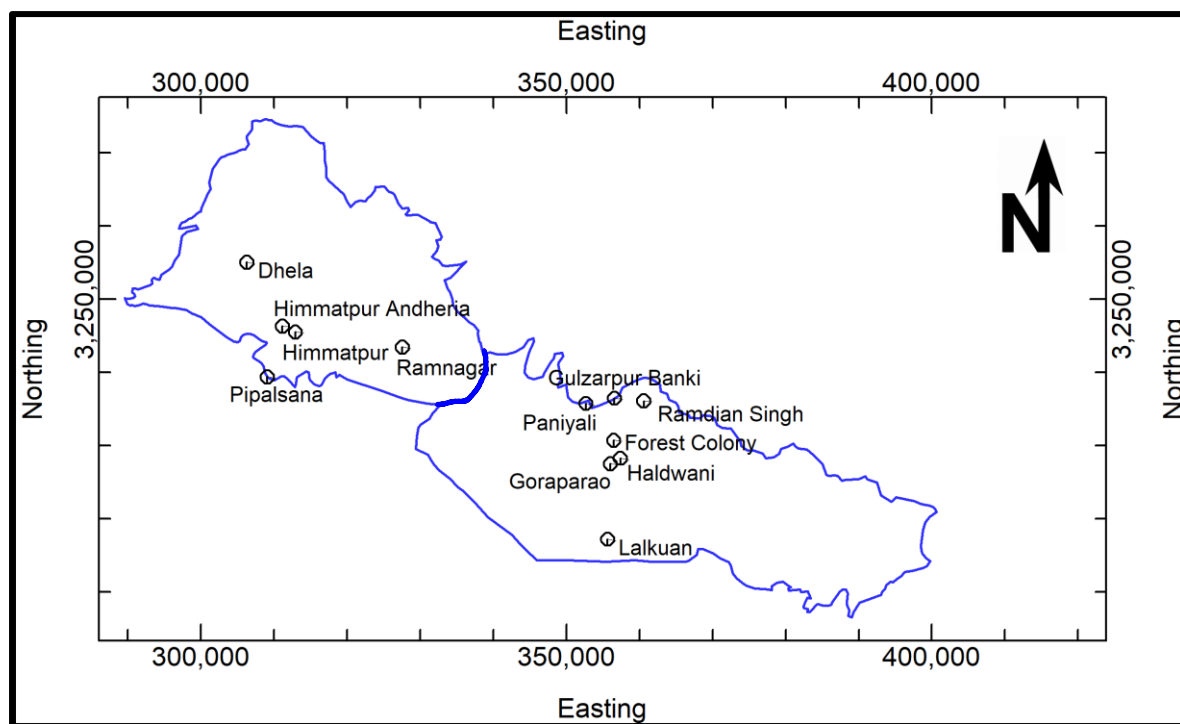 Easting
300,000 350,000 400,000
N
Dhela
3,250,000 3,250,000
Himmatpur Andheria
Himmatpur
Ramnagar
Northing Northing
Pipalsana
Gulzarpur Banki
Paniyali
Ramdian Singh
Forest Colony
Haldwani
Goraparao
Lalkuan
300,000 350,000 400,000
Easting